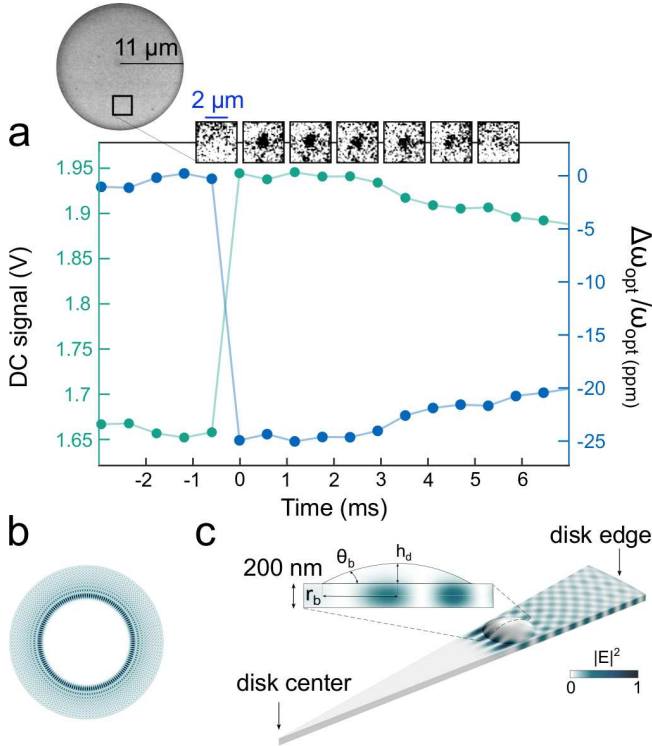 11 μm
2 μm
a
1.95
1.9
1.85
1.8
1.75
1.7
1.65
DC signal (V)
0
-5
-10
-15
-20
-25
Δω_opt/ω_opt (ppm)
-2 -1 0 1 2 3 4 5 6
Time (ms)
b
c
disk edge
200 nm
θ_b
h_d
r_b
|E|²
0 1
disk center